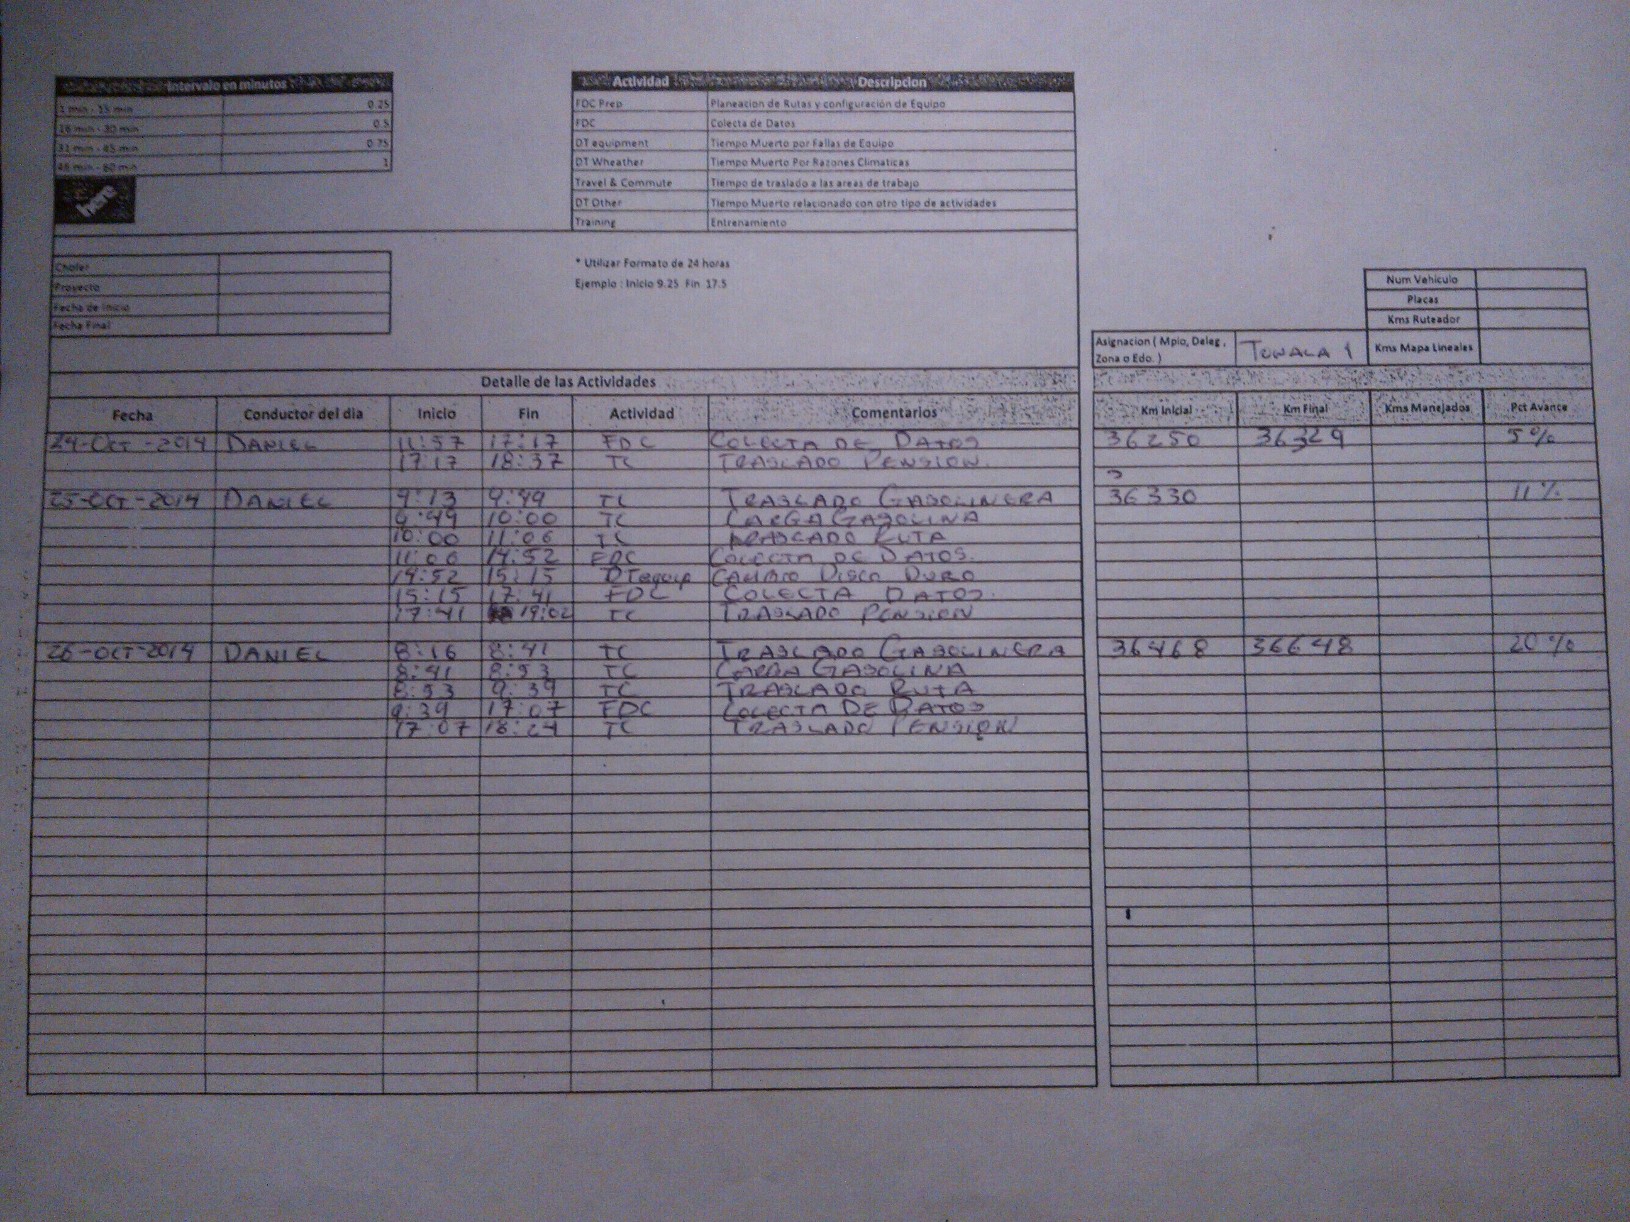 Intervalo en minutos
1 min - 15 min 0.25
16 min - 30 min 0.5
31 min - 45 min 0.75
46 min - 60 min 1
here
Actividad Descripcion
FDC Prep Planeacion de Rutas y configuración de Equipo
FDC Colecta de Datos
DT equipment Tiempo Muerto por Fallas de Equipo
DT Wheather Tiempo Muerto Por Razones Climaticas
Travel & Commute Tiempo de traslado a las areas de trabajo
DT Other Tiempo Muerto relacionado con otro tipo de actividades
Training Entrenamiento
Chofer
Proyecto
Fecha de Inicio
Fecha Final
* Utilizar Formato de 24 horas
Ejemplo : Inicio 9.25 Fin 17.5
Num Vehiculo
Placas
Kms Ruteador
Asignacion ( Mpio, Deleg , Zona o Edo. ) TONALA 1 Kms Mapa Lineales
Detalle de las Actividades
Fecha Conductor del dia Inicio Fin Actividad Comentarios Km Inicial Km Final Kms Manejados Pct Avance
24-OCT-2014 DANIEL 11:57 17:17 FDC COLECTA DE DATOS 36250 36329 5%
17:17 18:37 TC TRASLADO PENSION.
25-OCT-2014 DANIEL 9:13 9:49 TC TRASLADO GASOLINERA 36330 11%
9:49 10:00 TC CARGA GASOLINA
10:00 11:06 TC TRASLADO RUTA
11:06 14:52 FDC COLECTA DE DATOS.
14:52 15:15 DTequip CAMBIO DISCO DURO
15:15 17:41 FDC COLECTA DATOS.
17:41 19:02 TC TRASLADO PENSION
26-OCT-2014 DANIEL 8:16 8:41 TC TRASLADO GASOLINERA 36468 36648 20%
8:41 8:53 TC CARGA GASOLINA
8:53 9:39 TC TRASLADO RUTA
9:39 17:07 FDC COLECTA DE DATOS
17:07 18:24 TC TRASLADO PENSION